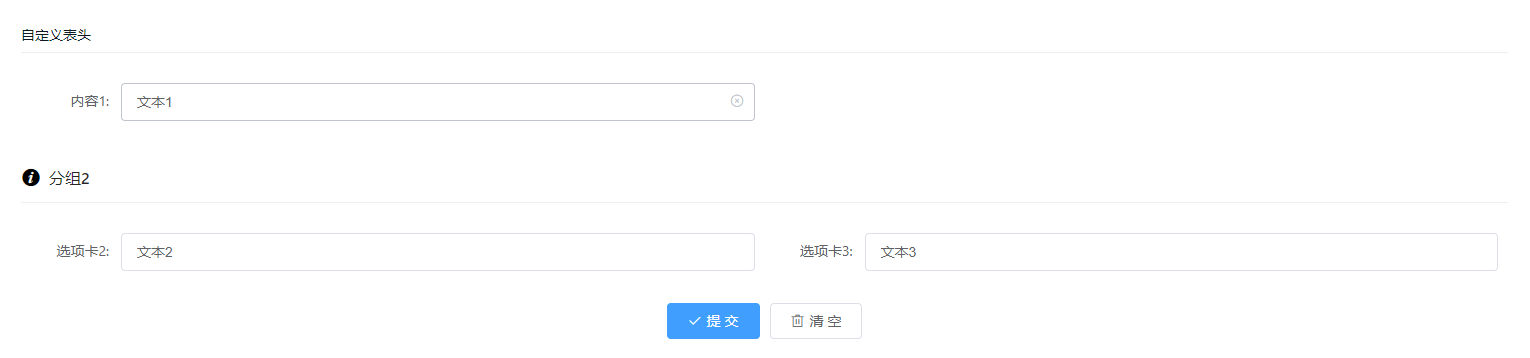 自定义表头
内容1: 文本1
分组2
选项卡2: 文本2 选项卡3: 文本3
提 交 清 空